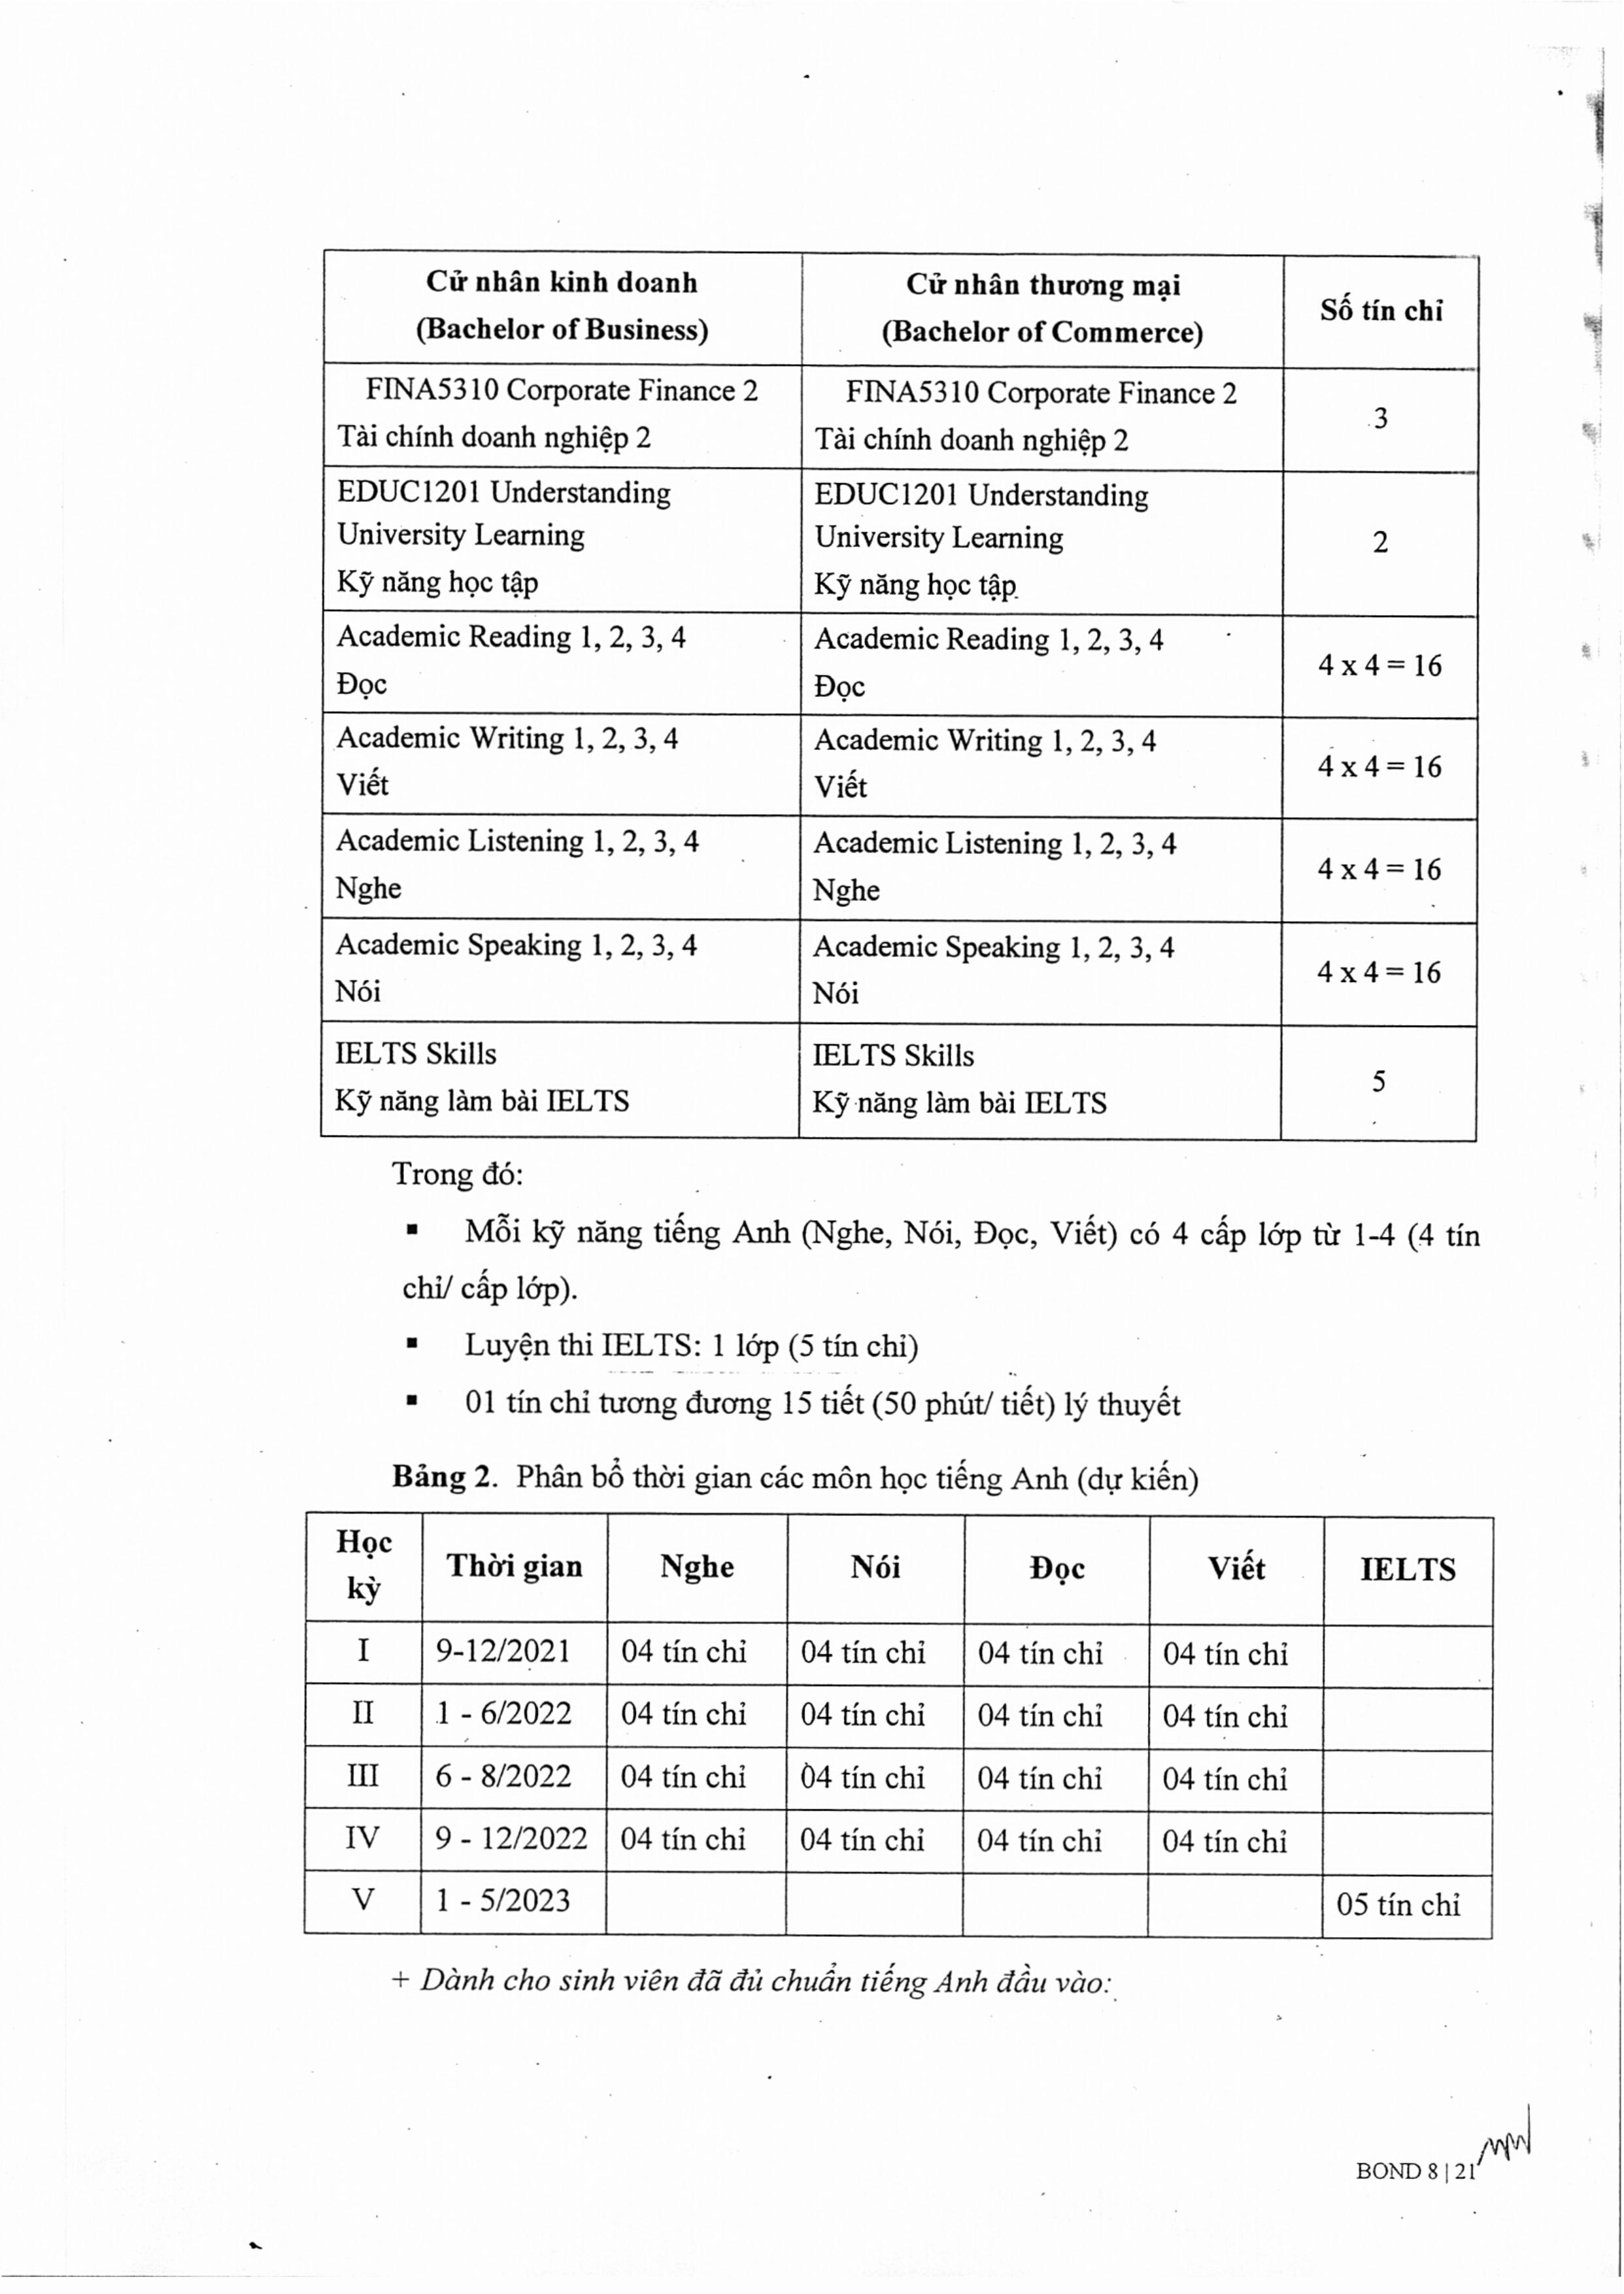 Cử nhân kinh doanh
(Bachelor of Business)
Cử nhân thương mại
(Bachelor of Commerce)
Số tín chỉ
FINA5310 Corporate Finance 2
Tài chính doanh nghiệp 2
FINA5310 Corporate Finance 2
Tài chính doanh nghiệp 2
3
EDUC1201 Understanding
University Learning
Kỹ năng học tập
EDUC1201 Understanding
University Learning
Kỹ năng học tập
2
Academic Reading 1, 2, 3, 4
Đọc
Academic Reading 1, 2, 3, 4
Đọc
4 x 4 = 16
Academic Writing 1, 2, 3, 4
Viết
Academic Writing 1, 2, 3, 4
Viết
4 x 4 = 16
Academic Listening 1, 2, 3, 4
Nghe
Academic Listening 1, 2, 3, 4
Nghe
4 x 4 = 16
Academic Speaking 1, 2, 3, 4
Nói
Academic Speaking 1, 2, 3, 4
Nói
4 x 4 = 16
IELTS Skills
Kỹ năng làm bài IELTS
IELTS Skills
Kỹ năng làm bài IELTS
5
Trong đó:
▪ Mỗi kỹ năng tiếng Anh (Nghe, Nói, Đọc, Viết) có 4 cấp lớp từ 1-4 (4 tín
chỉ/ cấp lớp).
▪ Luyện thi IELTS: 1 lớp (5 tín chỉ)
▪ 01 tín chỉ tương đương 15 tiết (50 phút/ tiết) lý thuyết
Bảng 2. Phân bổ thời gian các môn học tiếng Anh (dự kiến)
Học
kỳ
Thời gian Nghe Nói Đọc Viết IELTS
I 9-12/2021 04 tín chỉ 04 tín chỉ 04 tín chỉ 04 tín chỉ
II 1 - 6/2022 04 tín chỉ 04 tín chỉ 04 tín chỉ 04 tín chỉ
III 6 - 8/2022 04 tín chỉ 04 tín chỉ 04 tín chỉ 04 tín chỉ
IV 9 - 12/2022 04 tín chỉ 04 tín chỉ 04 tín chỉ 04 tín chỉ
V 1 - 5/2023 05 tín chỉ
+ Dành cho sinh viên đã đủ chuẩn tiếng Anh đầu vào:
BOND 8 | 21